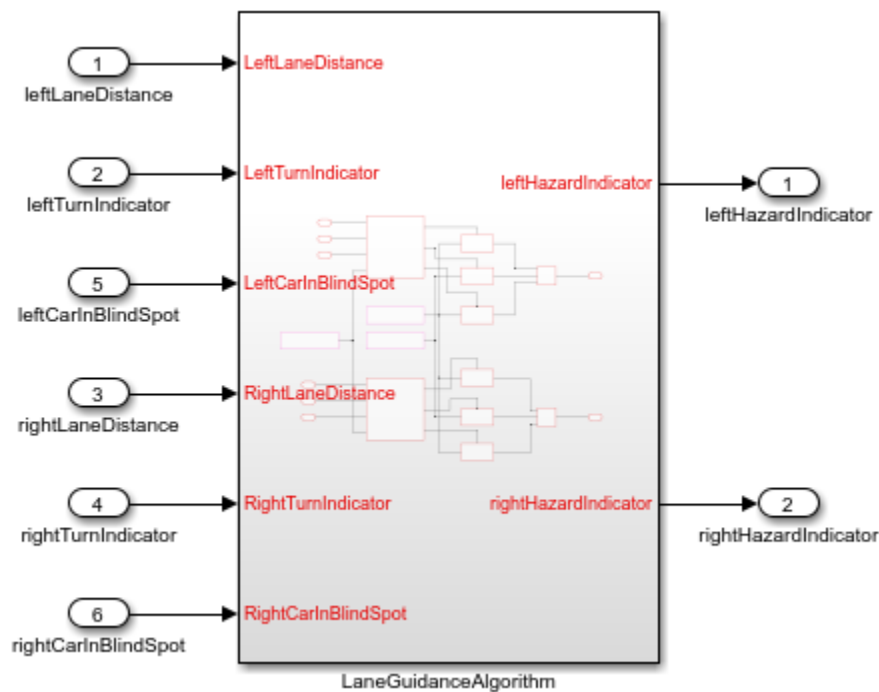 1
leftLaneDistance
LeftLaneDistance
2
leftTurnIndicator
LeftTurnIndicator
leftHazardIndicator
1
leftHazardIndicator
5
leftCarInBlindSpot
LeftCarInBlindSpot
3
rightLaneDistance
RightLaneDistance
4
rightTurnIndicator
RightTurnIndicator
rightHazardIndicator
2
rightHazardIndicator
6
rightCarInBlindSpot
RightCarInBlindSpot
LaneGuidanceAlgorithm